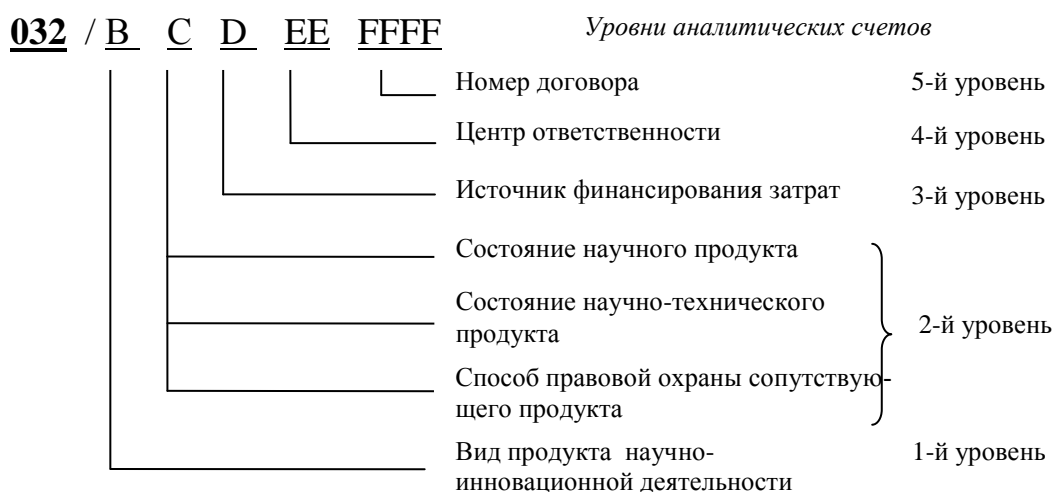 032 / B C D EE FFFF Уровни аналитических счетов
Номер договора 5-й уровень
Центр ответственности 4-й уровень
Источник финансирования затрат 3-й уровень
Состояние научного продукта
Состояние научно-технического
продукта
2-й уровень
Способ правовой охраны сопутствую-
щего продукта
Вид продукта научно- 1-й уровень
инновационной деятельности